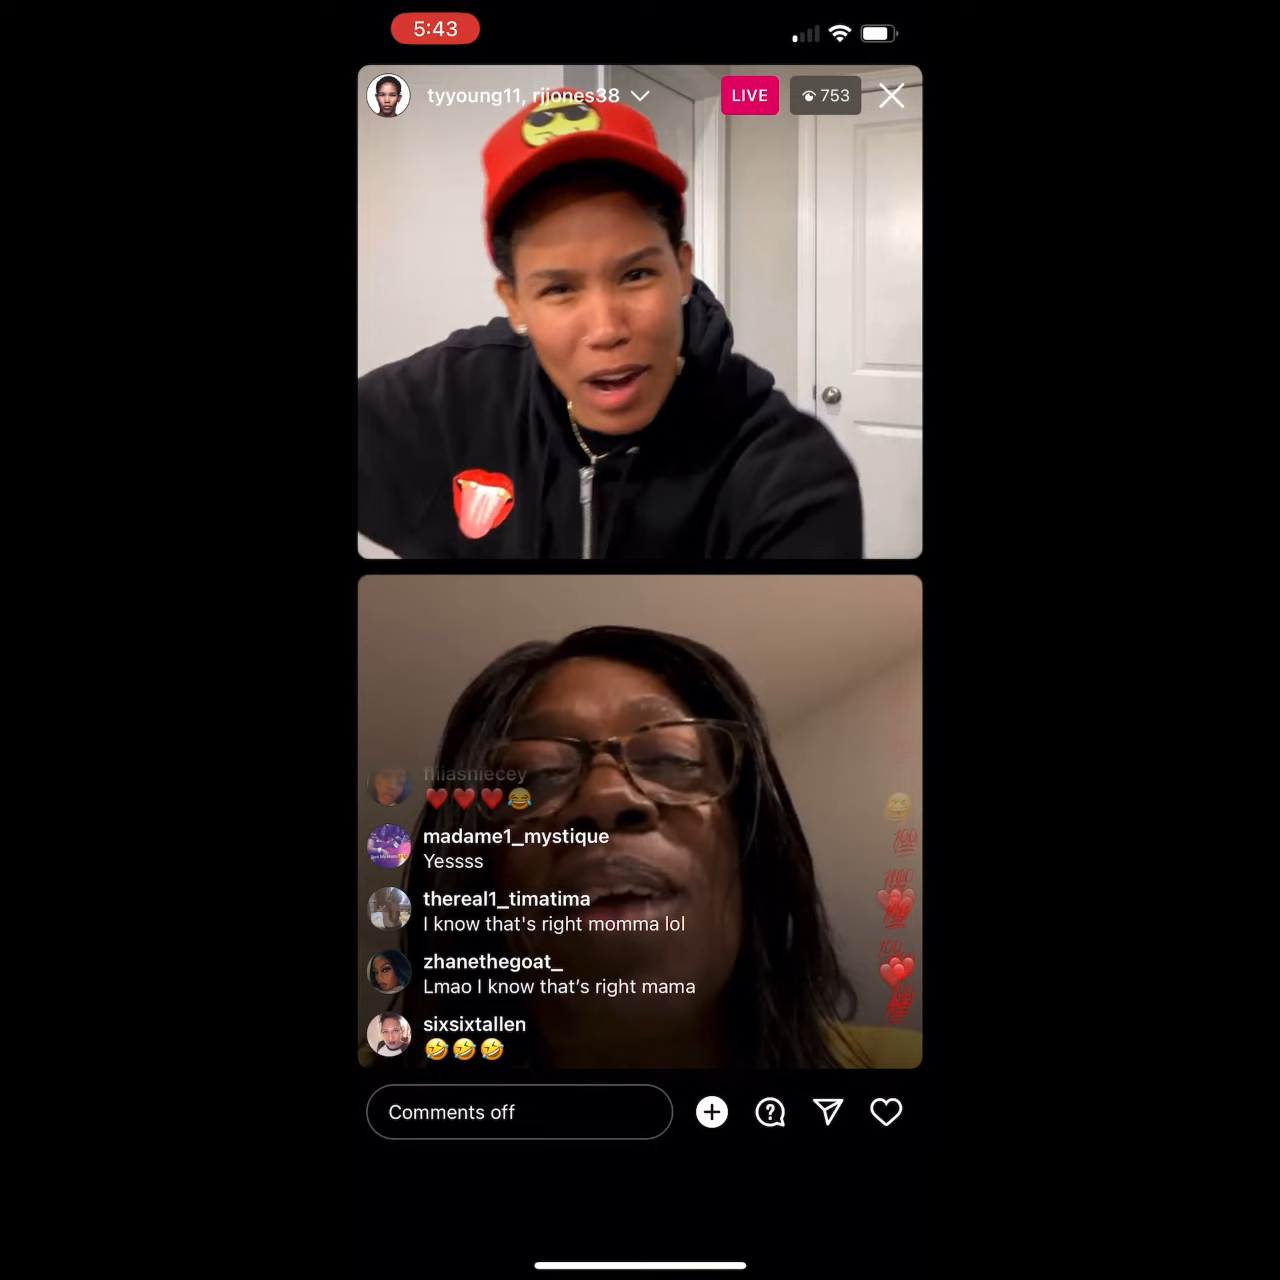 5:43
tyyoung11, rjjones38
LIVE
753
madame1_mystique
Yessss
thereal1_timatima
I know that's right momma lol
zhanethegoat_
Lmao I know that's right mama
sixsixtallen
Comments off